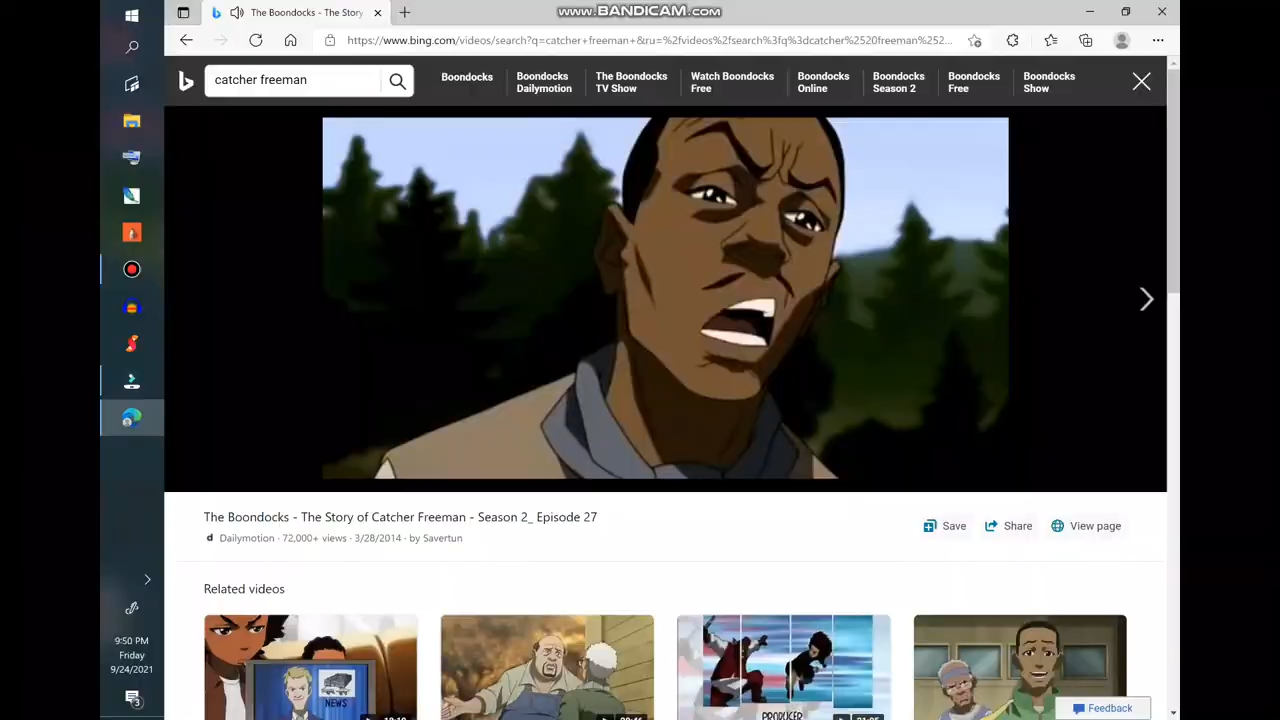 www.BANDICAM.com
The Boondocks - The Story
https://www.bing.com/videos/search?q=catcher+freeman+&ru=%2fvideos%2fsearch%3fq%3dcatcher%2520freeman%252...
catcher freeman
Boondocks
Boondocks Dailymotion
The Boondocks TV Show
Watch Boondocks Free
Boondocks Online
Boondocks Season 2
Boondocks Free
Boondocks Show
The Boondocks - The Story of Catcher Freeman - Season 2_ Episode 27
Dailymotion · 72,000+ views · 3/28/2014 · by Savertun
Save
Share
View page
Related videos
NEWS
PRODUCER
Feedback
9:50 PM
Friday
9/24/2021
3